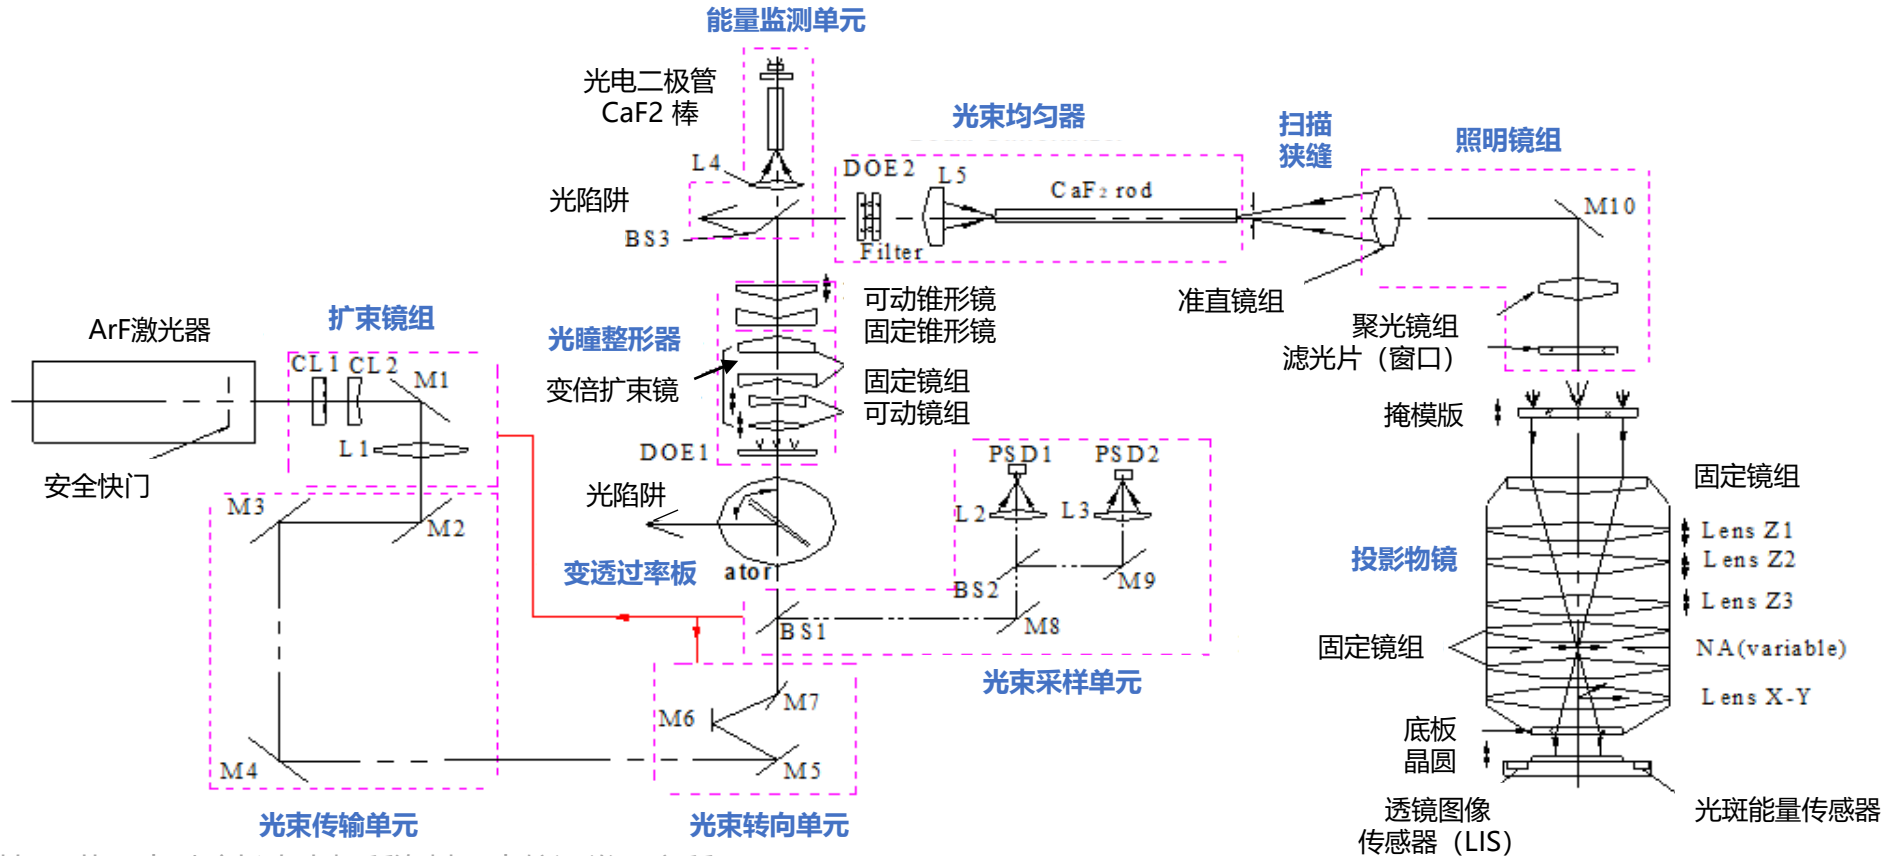 能量监测单元
光电二极管
CaF2 棒
L4
光陷阱
BS3
光束均匀器
DOE2
L5
CaF₂ rod
Filter
扫描
狭缝
照明镜组
M10
准直镜组
聚光镜组
滤光片（窗口）
掩模版
可动锥形镜
固定锥形镜
光瞳整形器
变倍扩束镜
固定镜组
可动镜组
DOE1
ArF激光器
扩束镜组
CL1
CL2
M1
L1
安全快门
M3
M2
M4
光束传输单元
光陷阱
变透过率板
ator
PSD1
PSD2
L2
L3
BS2
M9
BS1
M8
光束采样单元
M7
M6
M5
光束转向单元
固定镜组
Lens Z1
Lens Z2
投影物镜
Lens Z3
固定镜组
NA(variable)
Lens X-Y
底板
晶圆
透镜图像
传感器（LIS）
光斑能量传感器